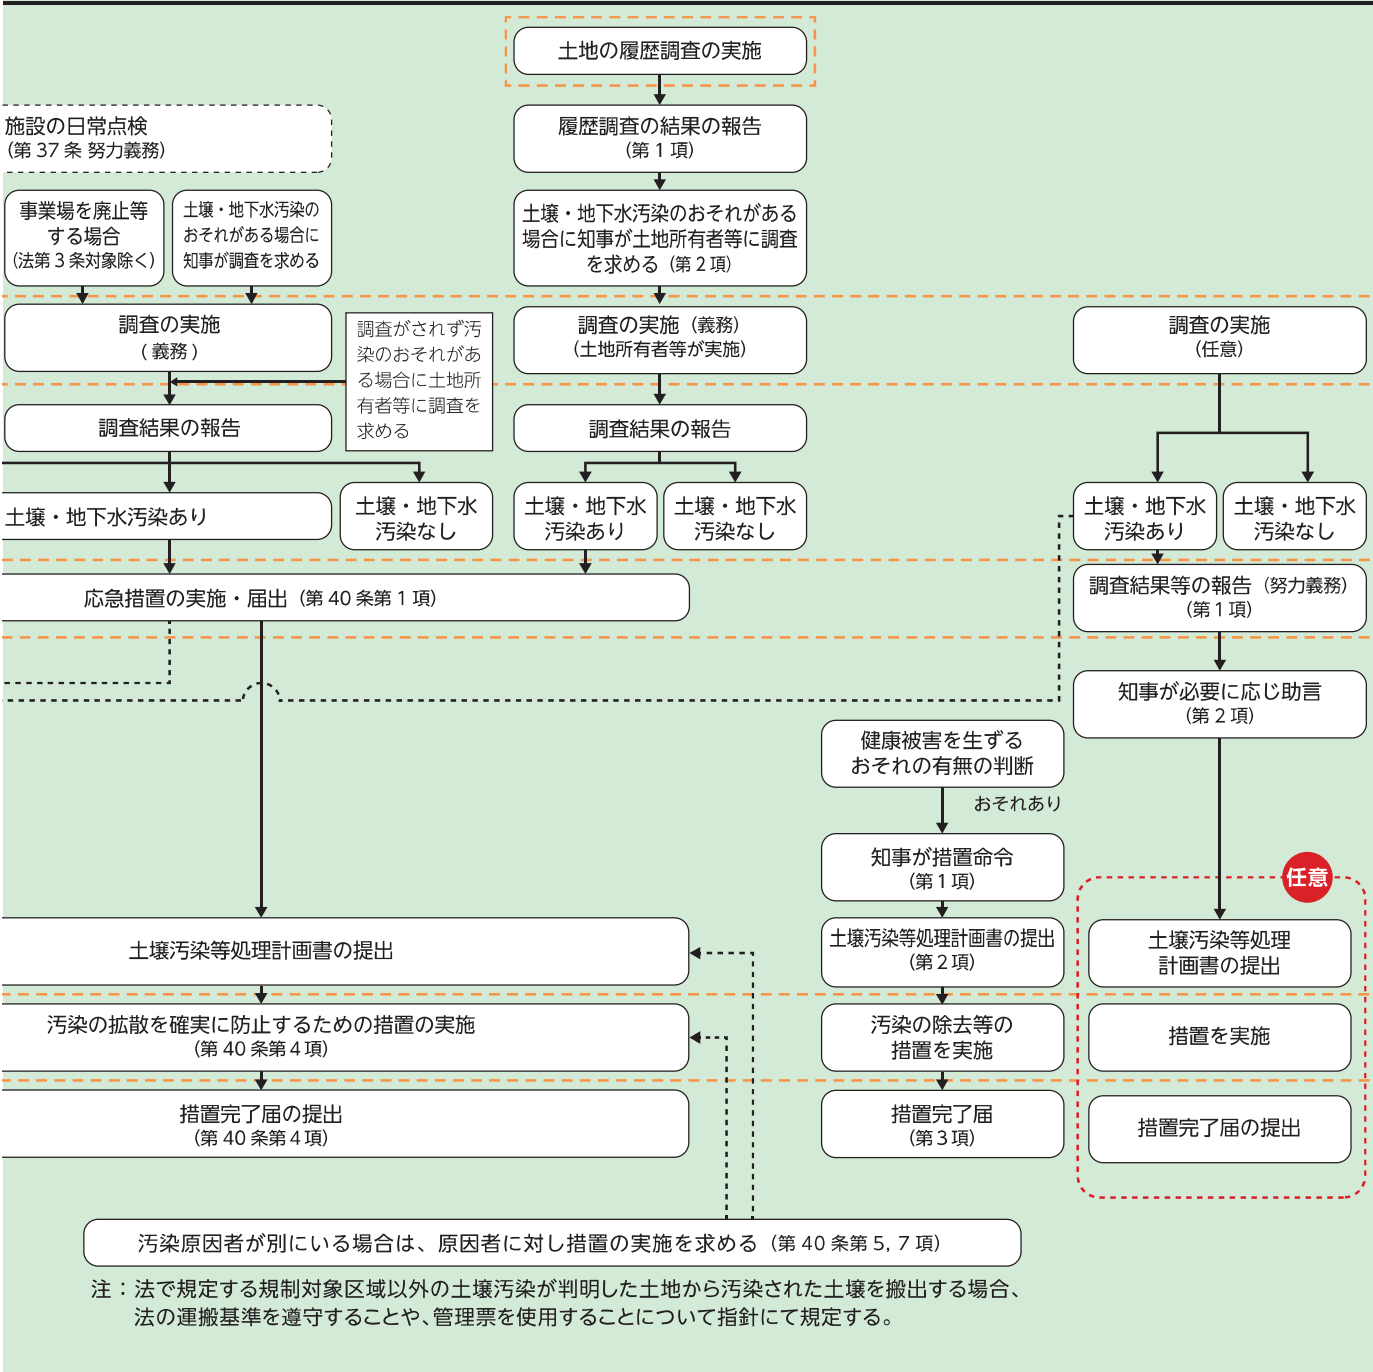 土地の履歴調査の実施
施設の日常点検
(第 37 条 努力義務)
履歴調査の結果の報告
(第 1 項)
事業場を廃止等
する場合
(法第 3 条対象除く)
土壌・地下水汚染の
おそれがある場合に
知事が調査を求める
土壌・地下水汚染のおそれがある
場合に知事が土地所有者等に調査
を求める (第 2 項)
調査の実施
( 義務 )
調査がされず汚
染のおそれがあ
る場合に土地所
有者等に調査を
求める
調査の実施 (義務)
(土地所有者等が実施)
調査の実施
(任意)
調査結果の報告
調査結果の報告
土壌・地下水汚染あり
土壌・地下水
汚染なし
土壌・地下水
汚染あり
土壌・地下水
汚染なし
土壌・地下水
汚染あり
土壌・地下水
汚染なし
応急措置の実施・届出 (第 40 条第 1 項)
調査結果等の報告 (努力義務)
(第 1 項)
知事が必要に応じ助言
(第 2 項)
健康被害を生ずる
おそれの有無の判断
おそれあり
知事が措置命令
(第 1 項)
任意
土壌汚染等処理計画書の提出
土壌汚染等処理計画書の提出
(第 2 項)
土壌汚染等処理
計画書の提出
汚染の拡散を確実に防止するための措置の実施
(第 40 条第 4 項)
汚染の除去等の
措置を実施
措置を実施
措置完了届の提出
(第 40 条第 4 項)
措置完了届
(第 3 項)
措置完了届の提出
汚染原因者が別にいる場合は、原因者に対し措置の実施を求める (第 40 条第 5, 7 項)
注：法で規定する規制対象区域以外の土壌汚染が判明した土地から汚染された土壌を搬出する場合、
法の運搬基準を遵守することや、管理票を使用することについて指針にて規定する。